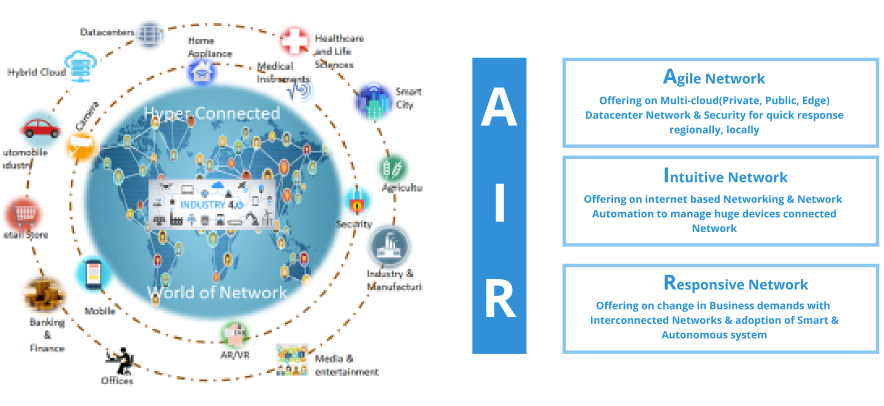 Datacenters
Home
Appliance
Healthcare
and Life
Sciences
Hybrid Cloud
Medical
Instruments
Smart
City
Camera
Hyper Connected
utomobile
ndustry
Agricultu
INDUSTRY 4.0
Security
etail Store
Industry &
Manufacturi
World of Network
Mobile
Banking
&
Finance
AR/VR
Media &
entertainment
Offices
A
I
R
Agile Network
Offering on Multi-cloud(Private, Public, Edge)
Datacenter Network & Security for quick response
regionally, locally
Intuitive Network
Offering on internet based Networking & Network
Automation to manage huge devices connected
Network
Responsive Network
Offering on change in Business demands with
Interconnected Networks & adoption of Smart &
Autonomous system